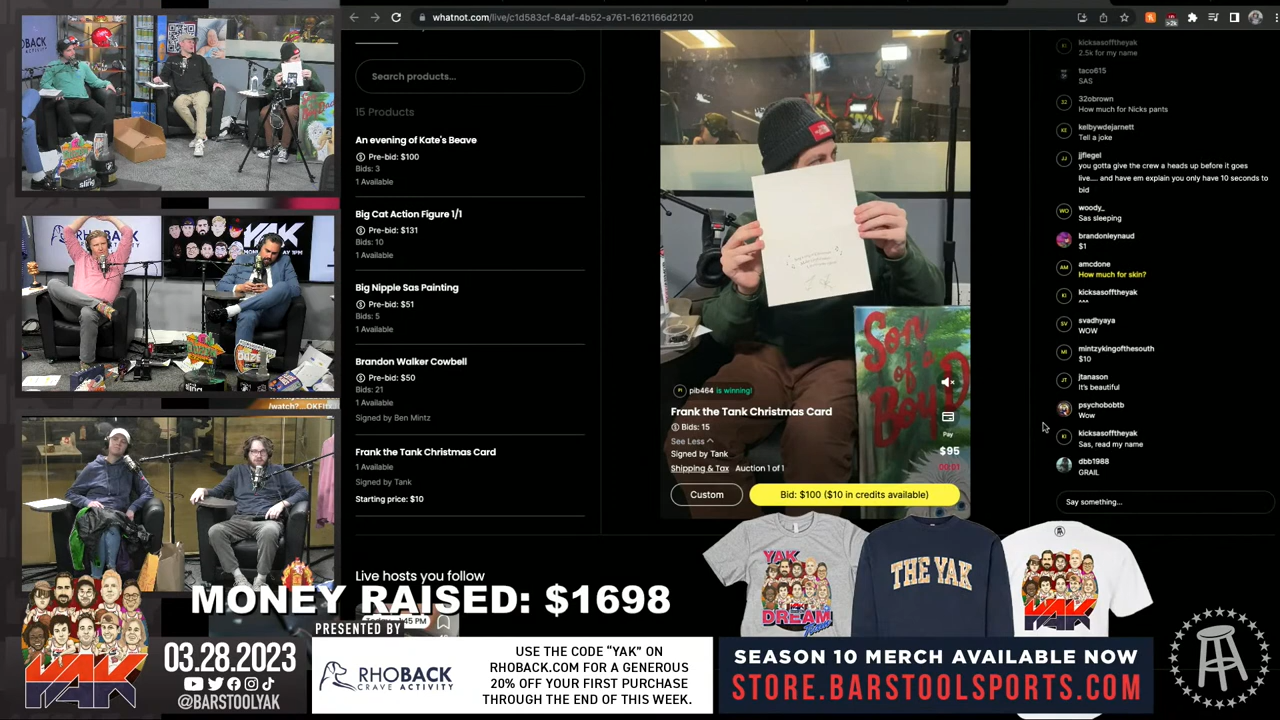 whatnot.com/live/c1d583cf-84af-4b52-a761-1621166d2120
Search products...
15 Products
An evening of Kate's Beave
Pre-bid: $100
Bids: 3
1 Available
Big Cat Action Figure 1/1
Pre-bid: $131
Bids: 10
1 Available
Big Nipple Sas Painting
Pre-bid: $51
Bids: 5
1 Available
Brandon Walker Cowbell
Pre-bid: $50
Bids: 21
1 Available
Signed by Ben Mintz
Frank the Tank Christmas Card
1 Available
Signed by Tank
Starting price: $10
Live hosts you follow
Son
of a
Boy D
pib464 is winning!
Frank the Tank Christmas Card
Bids: 15
See Less
Signed by Tank
Shipping & Tax Auction 1 of 1
Pay
$95
00:01
Custom
Bid: $100 ($10 in credits available)
kicksasofftheyak
2.5k for my name
taco615
SAS
32obrown
How much for Nicks pants
kelbywdejarnett
Tell a joke
jjflegel
you gotta give the crew a heads up before it goes
live.... and have em explain you only have 10 seconds to
bid
woody_
Sas sleeping
brandonleynaud
$1
amcdone
How much for skin?
kicksasofftheyak
^^^
svadhyaya
WOW
mintzykingofthesouth
$10
jtanason
It's beautiful
psychobobtb
Wow
kicksasofftheyak
Sas, read my name
dbb1988
GRAIL
Say something...
RHOBACK
YAK
MONEY RAISED: $1698
PRESENTED BY
YAK
03.28.2023
@BARSTOOLYAK
RHOBACK
CRAVE ACTIVITY
USE THE CODE "YAK" ON
RHOBACK.COM FOR A GENEROUS
20% OFF YOUR FIRST PURCHASE
THROUGH THE END OF THIS WEEK.
YAK
DREAM
THE YAK
YAK
SEASON 10 MERCH AVAILABLE NOW
STORE.BARSTOOLSPORTS.COM